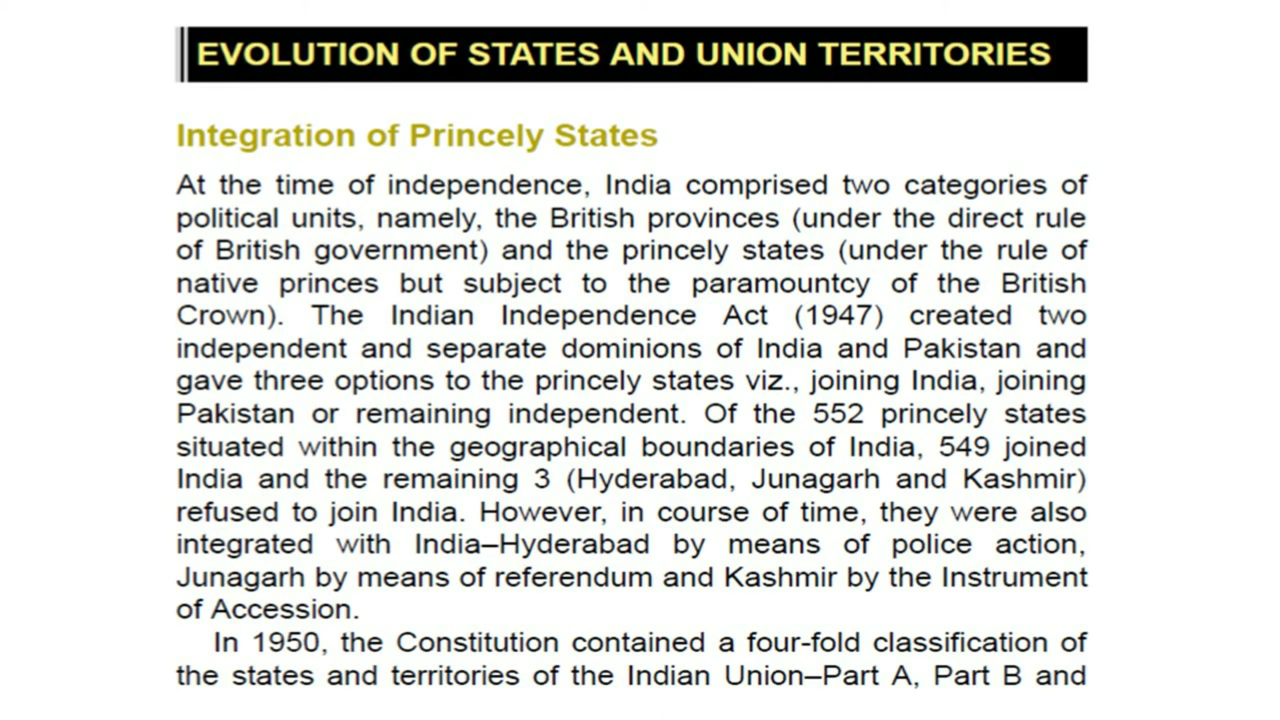 EVOLUTION OF STATES AND UNION TERRITORIES
Integration of Princely States
At the time of independence, India comprised two categories of
political units, namely, the British provinces (under the direct rule
of British government) and the princely states (under the rule of
native princes but subject to the paramountcy of the British
Crown). The Indian Independence Act (1947) created two
independent and separate dominions of India and Pakistan and
gave three options to the princely states viz., joining India, joining
Pakistan or remaining independent. Of the 552 princely states
situated within the geographical boundaries of India, 549 joined
India and the remaining 3 (Hyderabad, Junagarh and Kashmir)
refused to join India. However, in course of time, they were also
integrated with India–Hyderabad by means of police action,
Junagarh by means of referendum and Kashmir by the Instrument
of Accession.
In 1950, the Constitution contained a four-fold classification of
the states and territories of the Indian Union–Part A, Part B and